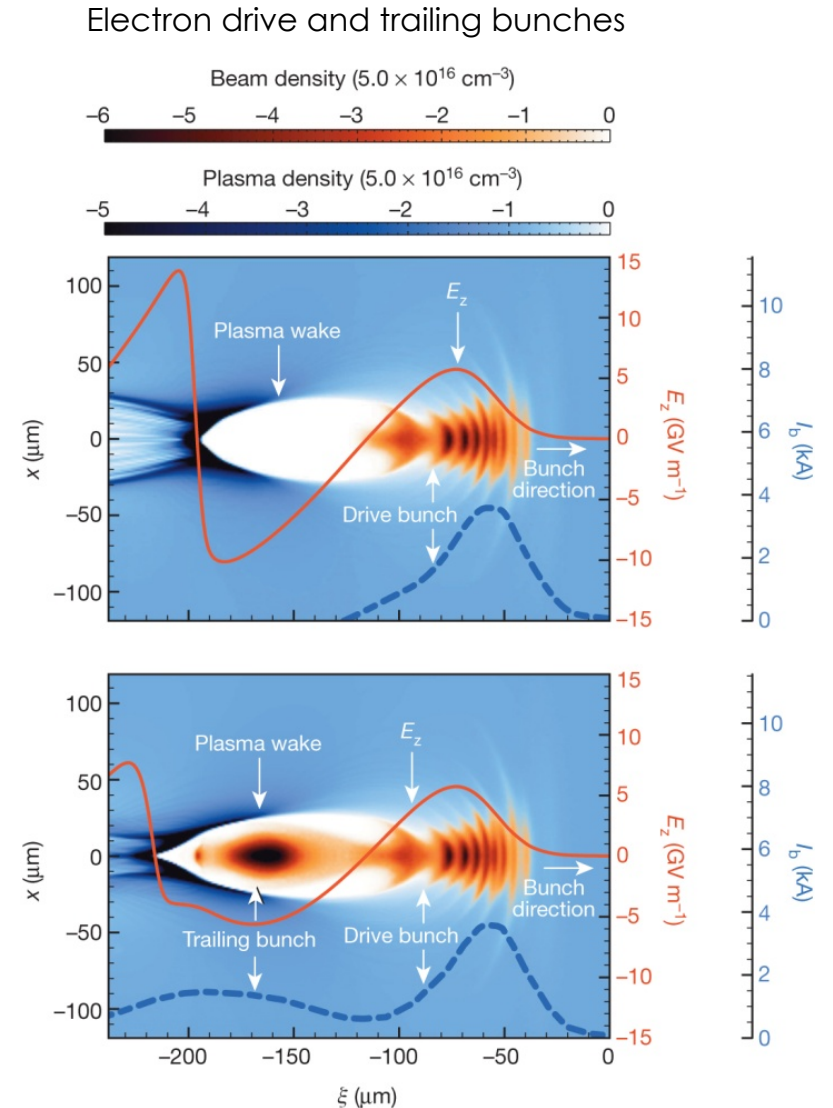 Electron drive and trailing bunches
Beam density (5.0 × 10¹⁶ cm⁻³)
–6 –5 –4 –3 –2 –1 0
Plasma density (5.0 × 10¹⁶ cm⁻³)
–5 –4 –3 –2 –1 0
100
50
0
–50
–100
x (μm)
Plasma wake
E_z
Drive bunch
Bunch
direction
15
10
5
0
–5
–10
–15
E_z (GV m⁻¹)
10
8
6
4
2
0
I_b (kA)
100
50
0
–50
–100
x (μm)
Plasma wake
E_z
Trailing bunch
Drive bunch
Bunch
direction
15
10
5
0
–5
–10
–15
E_z (GV m⁻¹)
10
8
6
4
2
0
I_b (kA)
–200 –150 –100 –50 0
ξ (μm)